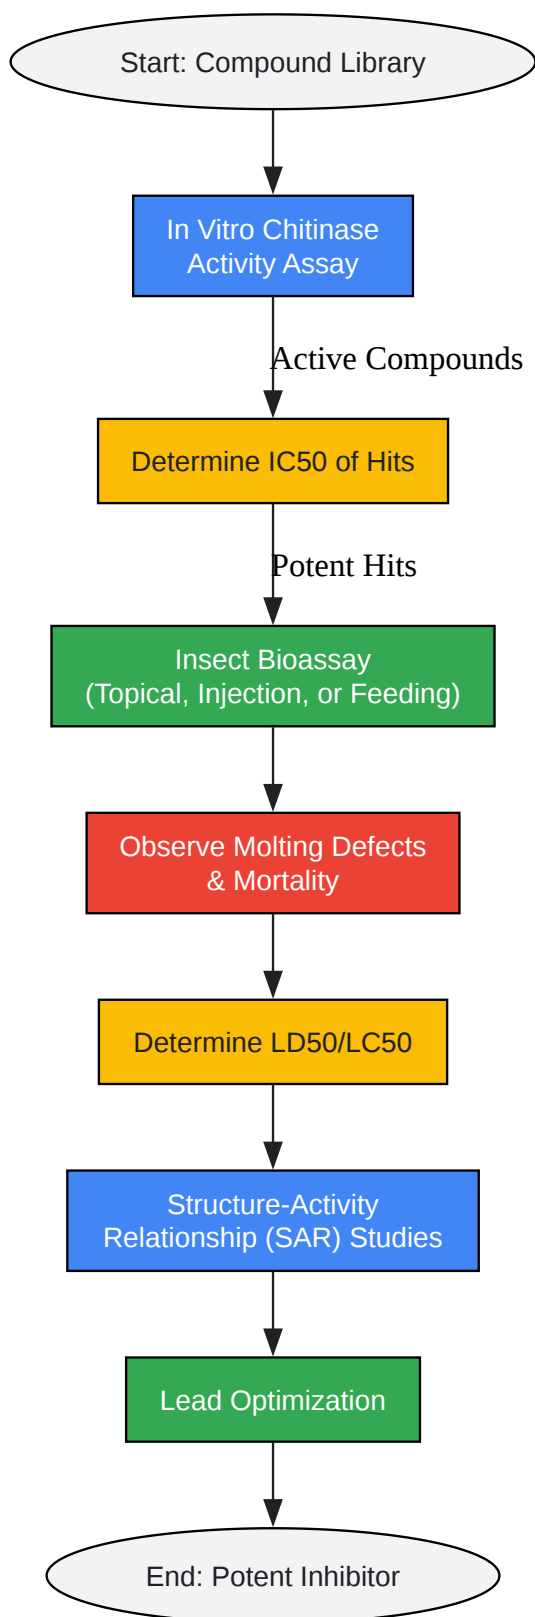 Start: Compound Library
In Vitro Chitinase
Activity Assay
Active Compounds
Determine IC50 of Hits
Potent Hits
Insect Bioassay
(Topical, Injection, or Feeding)
Observe Molting Defects
& Mortality
Determine LD50/LC50
Structure-Activity
Relationship (SAR) Studies
Lead Optimization
End: Potent Inhibitor